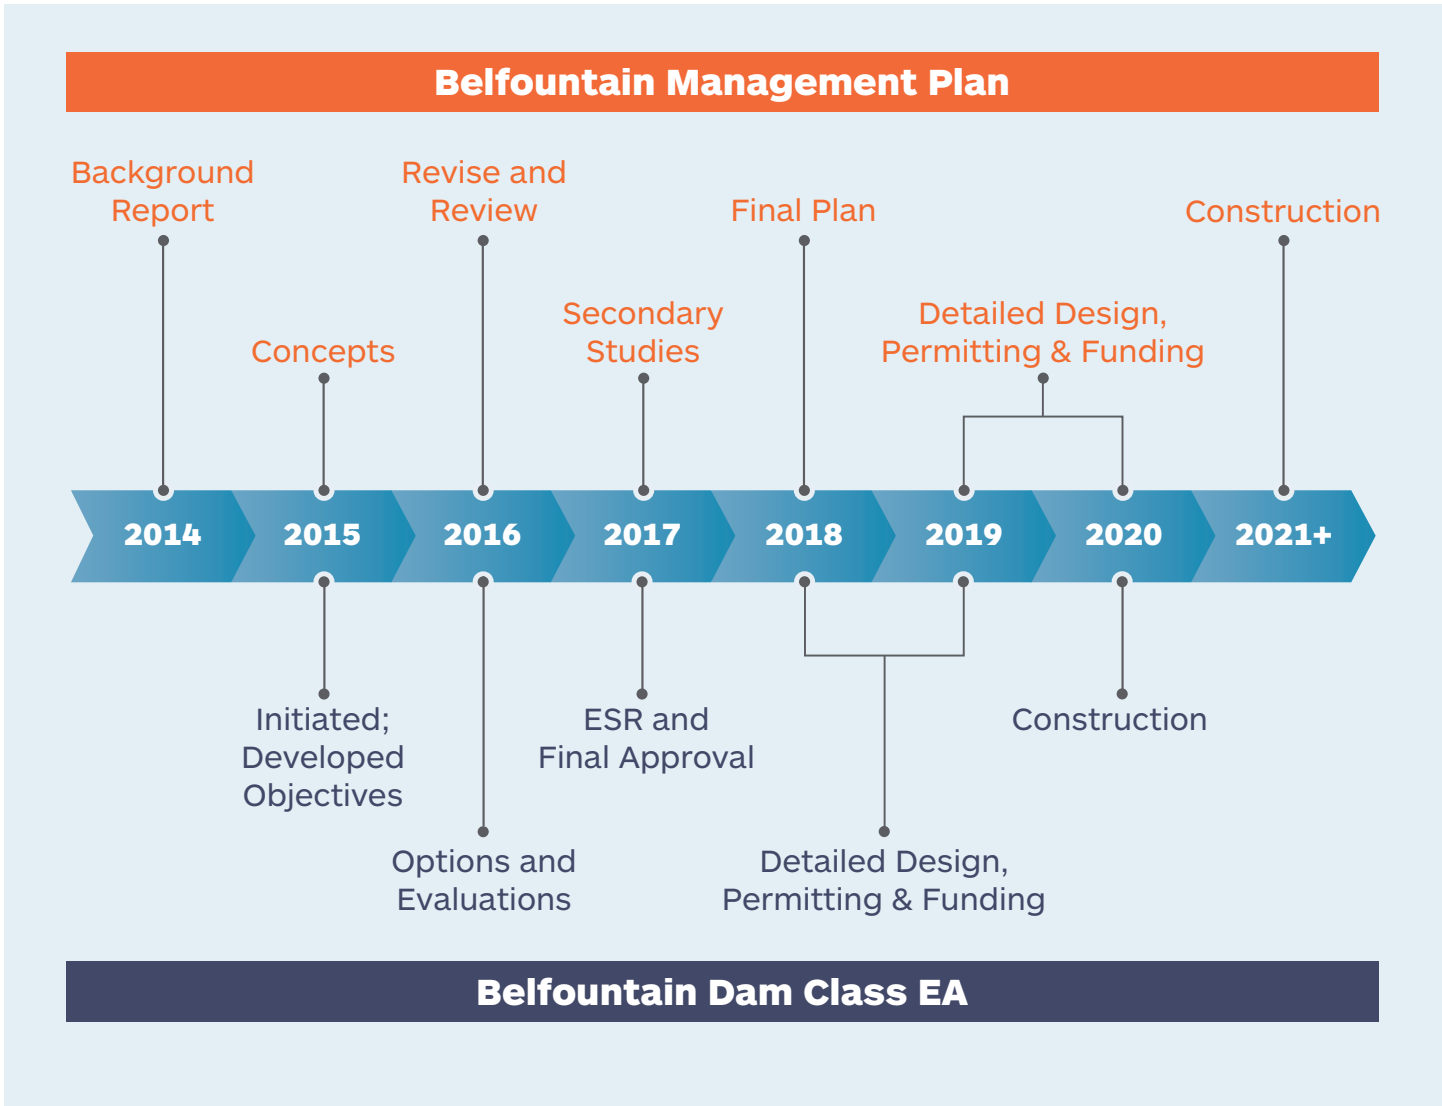 Belfountain Management Plan
Background
Report
Revise and
Review
Final Plan
Construction
Concepts
Secondary
Studies
Detailed Design,
Permitting & Funding
2014
2015
2016
2017
2018
2019
2020
2021+
Initiated;
Developed
Objectives
ESR and
Final Approval
Construction
Options and
Evaluations
Detailed Design,
Permitting & Funding
Belfountain Dam Class EA